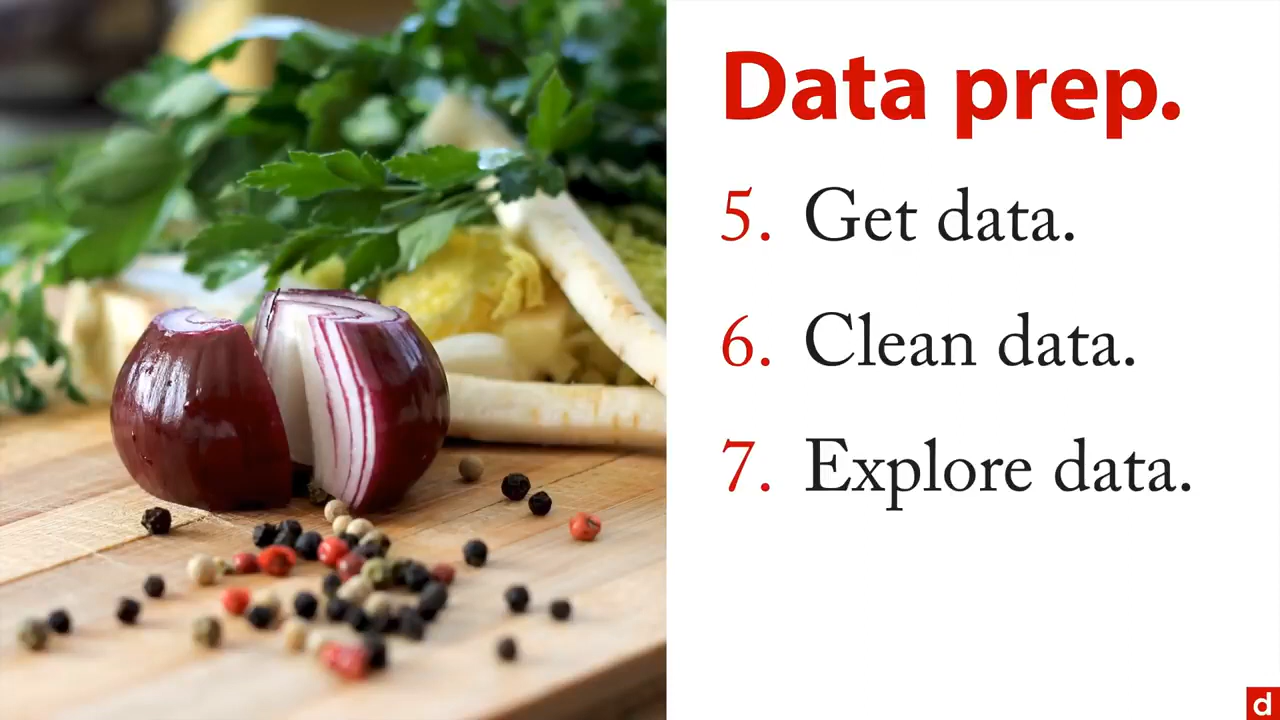 Data prep.
5. Get data.
6. Clean data.
7. Explore data.
d